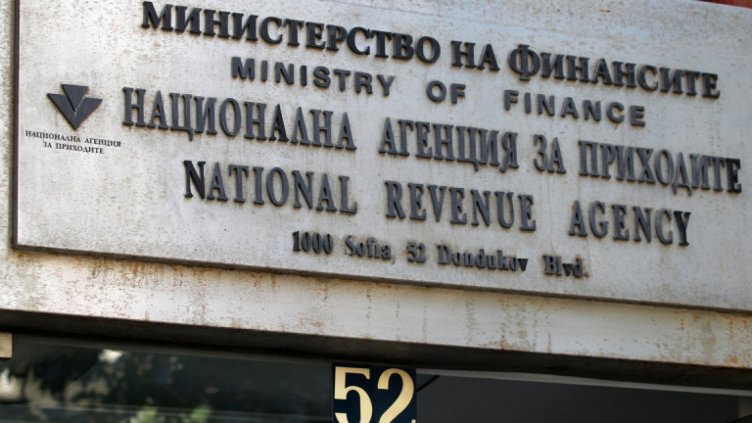 МИНИСТЕРСТВО НА ФИНАНСИТЕ
MINISTRY OF FINANCE
НАЦИОНАЛНА АГЕНЦИЯ ЗА ПРИХОДИТЕ
NATIONAL REVENUE AGENCY
1000 Sofia, 52 Dondukov Blvd.
НАЦИОНАЛНА АГЕНЦИЯ
ЗА ПРИХОДИТЕ
52